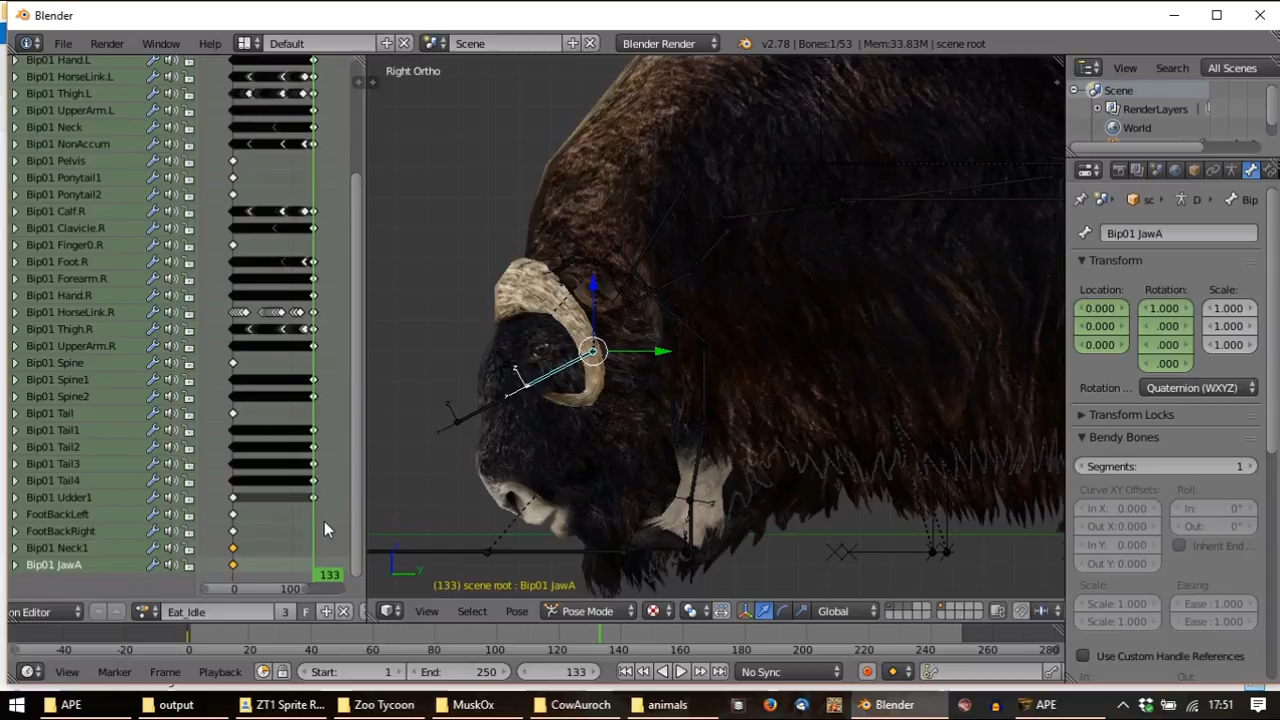 Blender
File Render Window Help Default Scene Blender Render v2.78 | Bones:1/53 | Mem:33.83M | scene root
Bip01 Hand.L
Bip01 HorseLink.L
Bip01 Thigh.L
Bip01 UpperArm.L
Bip01 Neck
Bip01 NonAccum
Bip01 Pelvis
Bip01 Ponytail1
Bip01 Ponytail2
Bip01 Calf.R
Bip01 Clavicle.R
Bip01 Finger0.R
Bip01 Foot.R
Bip01 Forearm.R
Bip01 Hand.R
Bip01 HorseLink.R
Bip01 Thigh.R
Bip01 UpperArm.R
Bip01 Spine
Bip01 Spine1
Bip01 Spine2
Bip01 Tail
Bip01 Tail1
Bip01 Tail2
Bip01 Tail3
Bip01 Tail4
Bip01 Udder1
FootBackLeft
FootBackRight
Bip01 Neck1
Bip01 JawA
133
0 100
on Editor Eat_Idle 3 F
Right Ortho
z
y
z
z
y
(133) scene root : Bip01 JawA
View Select Pose Pose Mode Global
View Search All Scenes
Scene
RenderLayers
World
sc D Bip
Bip01 JawA
Transform
Location: Rotation: Scale:
0.000 1.000 1.000
0.000 .000 1.000
0.000 .000 1.000
.000
Rotation ... Quaternion (WXYZ)
Transform Locks
Bendy Bones
Segments: 1
Curve XY Offsets: Roll:
In X: 0.000 In: 0°
Out X: 0.000 Out: 0°
In Y: 0.000 Inherit End ...
Out Y: 0.000
Scale: Easing:
Scale: 1.000 Ease : 1.000
Scale: 1.000 Ease : 1.000
Use Custom Handle References
In: In:
-40 -20 0 20 40 60 80 100 120 140 160 180 200 220 240 260 280
View Marker Frame Playback Start: 1 End: 250 133 No Sync
APE output ZT1 Sprite R... Zoo Tycoon MuskOx CowAuroch animals Blender APE 17:51